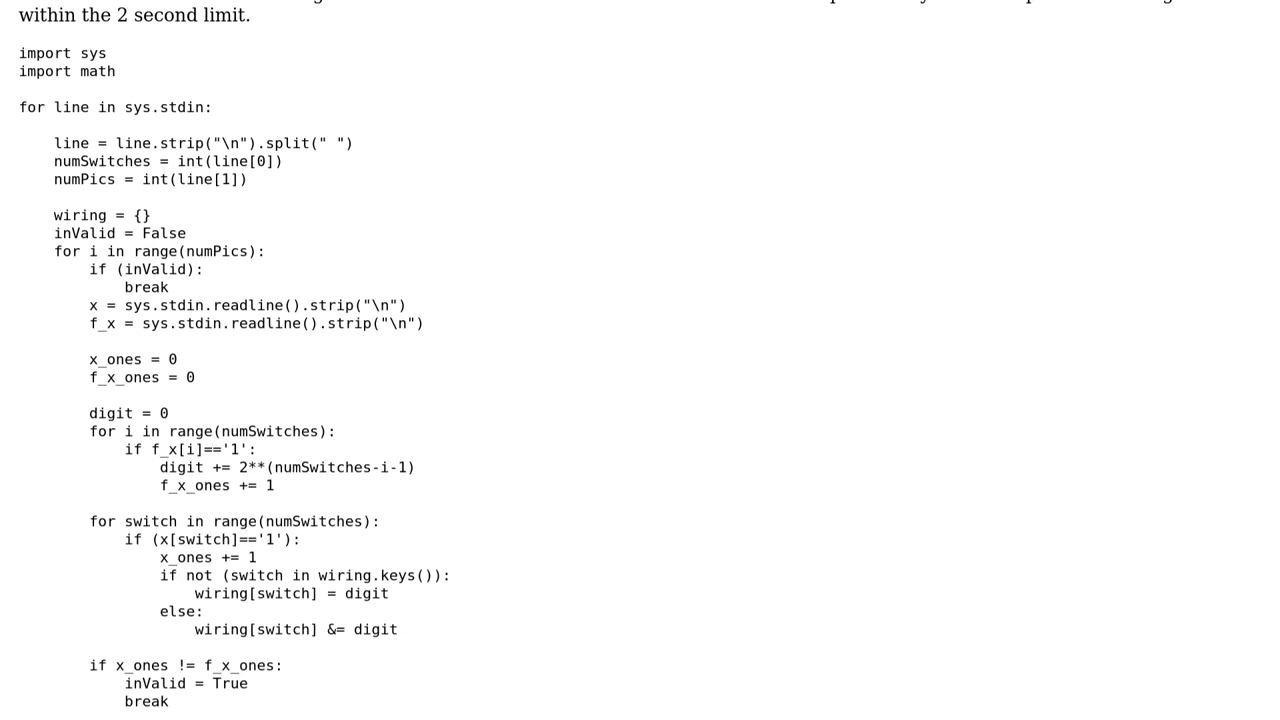 within the 2 second limit.
import sys
import math
for line in sys.stdin:
    line = line.strip("\n").split(" ")
    numSwitches = int(line[0])
    numPics = int(line[1])
    wiring = {}
    inValid = False
    for i in range(numPics):
        if (inValid):
            break
        x = sys.stdin.readline().strip("\n")
        f_x = sys.stdin.readline().strip("\n")
        x_ones = 0
        f_x_ones = 0
        digit = 0
        for i in range(numSwitches):
            if f_x[i]=='1':
                digit += 2**(numSwitches-i-1)
                f_x_ones += 1
        for switch in range(numSwitches):
            if (x[switch]=='1'):
                x_ones += 1
                if not (switch in wiring.keys()):
                    wiring[switch] = digit
                else:
                    wiring[switch] &= digit
        if x_ones != f_x_ones:
            inValid = True
            break